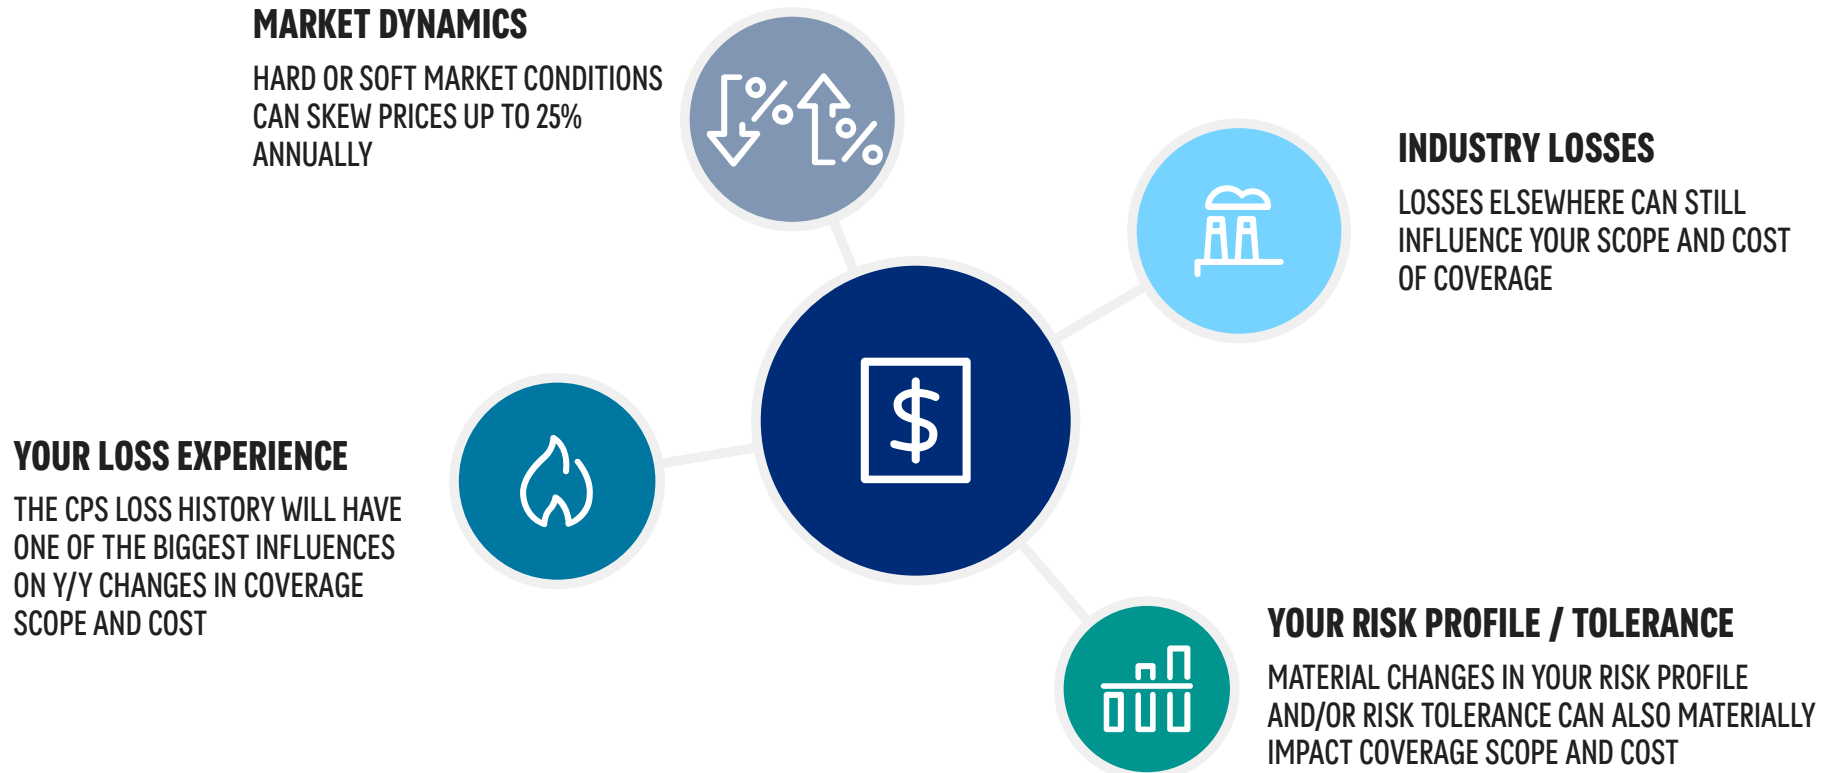 MARKET DYNAMICS
HARD OR SOFT MARKET CONDITIONS
CAN SKEW PRICES UP TO 25%
ANNUALLY
INDUSTRY LOSSES
LOSSES ELSEWHERE CAN STILL
INFLUENCE YOUR SCOPE AND COST
OF COVERAGE
YOUR LOSS EXPERIENCE
THE CPS LOSS HISTORY WILL HAVE
ONE OF THE BIGGEST INFLUENCES
ON Y/Y CHANGES IN COVERAGE
SCOPE AND COST
YOUR RISK PROFILE / TOLERANCE
MATERIAL CHANGES IN YOUR RISK PROFILE
AND/OR RISK TOLERANCE CAN ALSO MATERIALLY
IMPACT COVERAGE SCOPE AND COST